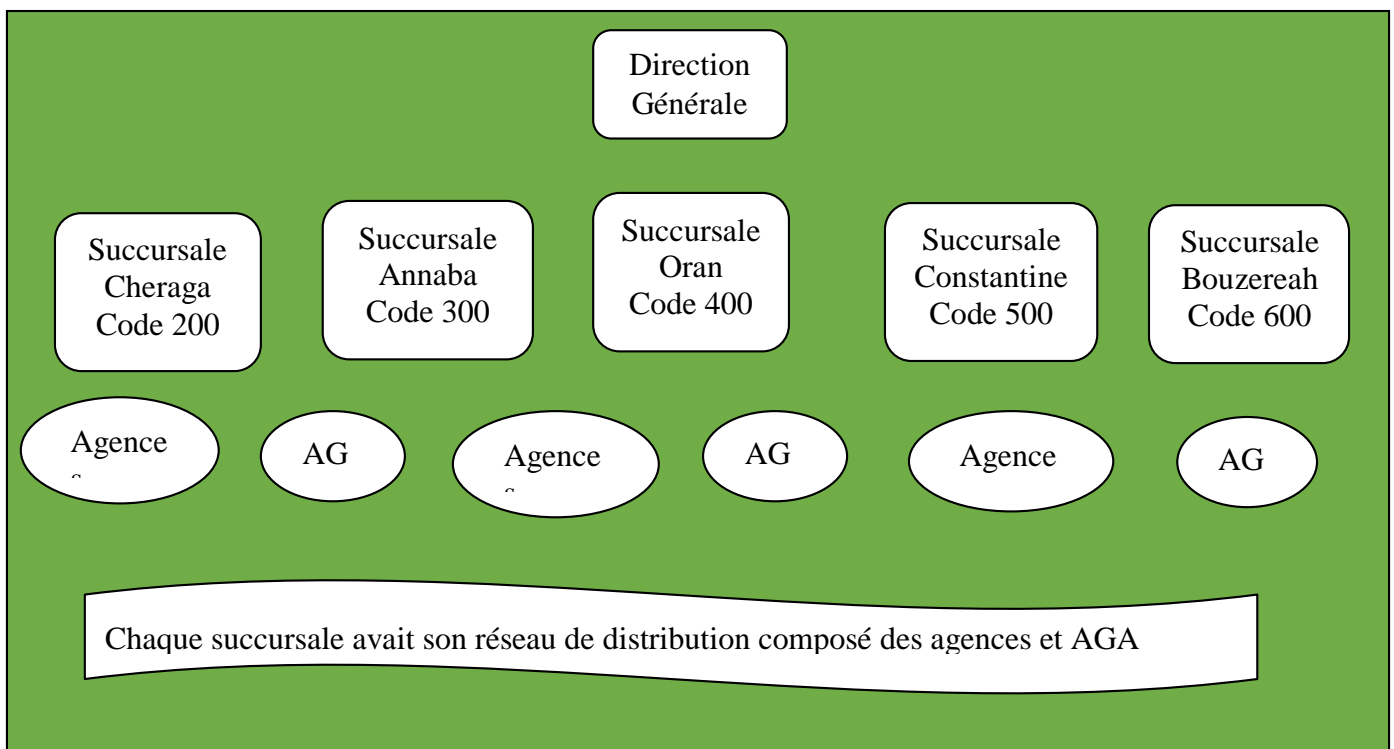 Direction
Générale
Succursale
Cheraga
Code 200
Succursale
Annaba
Code 300
Succursale
Oran
Code 400
Succursale
Constantine
Code 500
Succursale
Bouzereah
Code 600
Agence
AG
Agence
AG
Agence
AG
Chaque succursale avait son réseau de distribution composé des agences et AGA